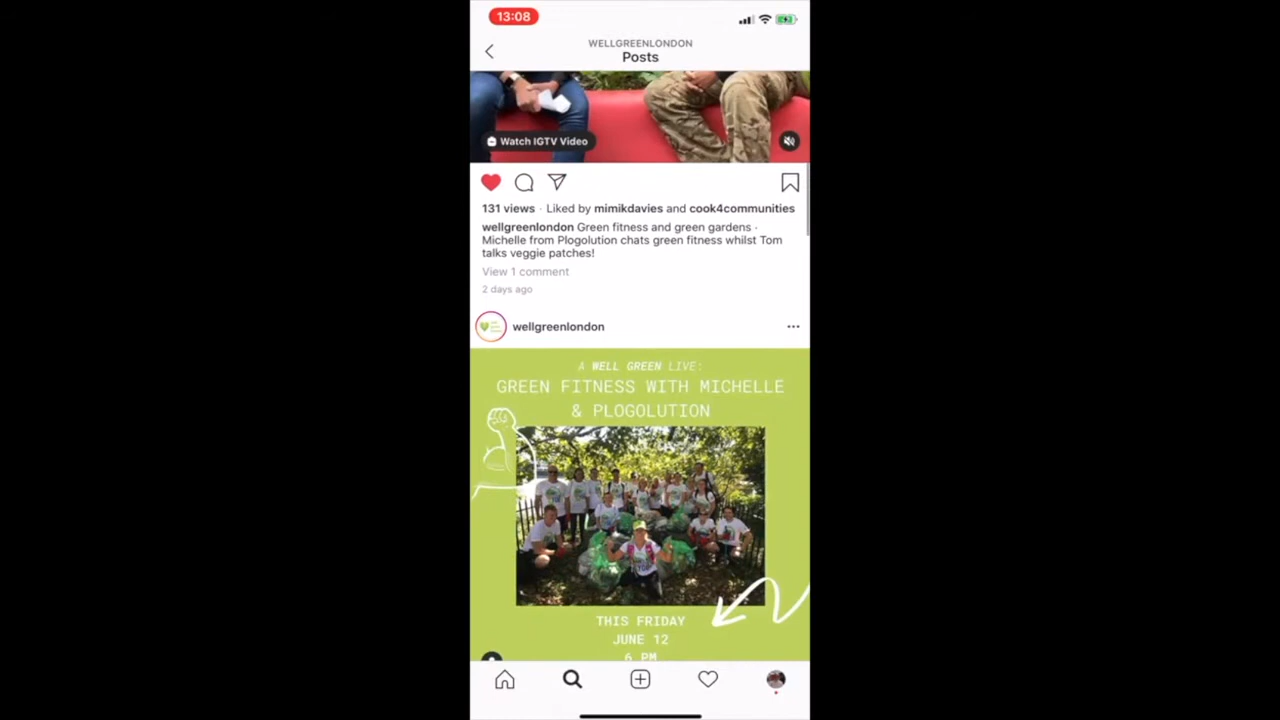 13:08
WELLGREENLONDON
Posts
Watch IGTV Video
131 views · Liked by mimikdavies and cook4communities
wellgreenlondon Green fitness and green gardens ·
Michelle from Plogolution chats green fitness whilst Tom
talks veggie patches!
View 1 comment
2 days ago
wellgreenlondon
A WELL GREEN LIVE:
GREEN FITNESS WITH MICHELLE
& PLOGOLUTION
THIS FRIDAY
JUNE 12
6 PM